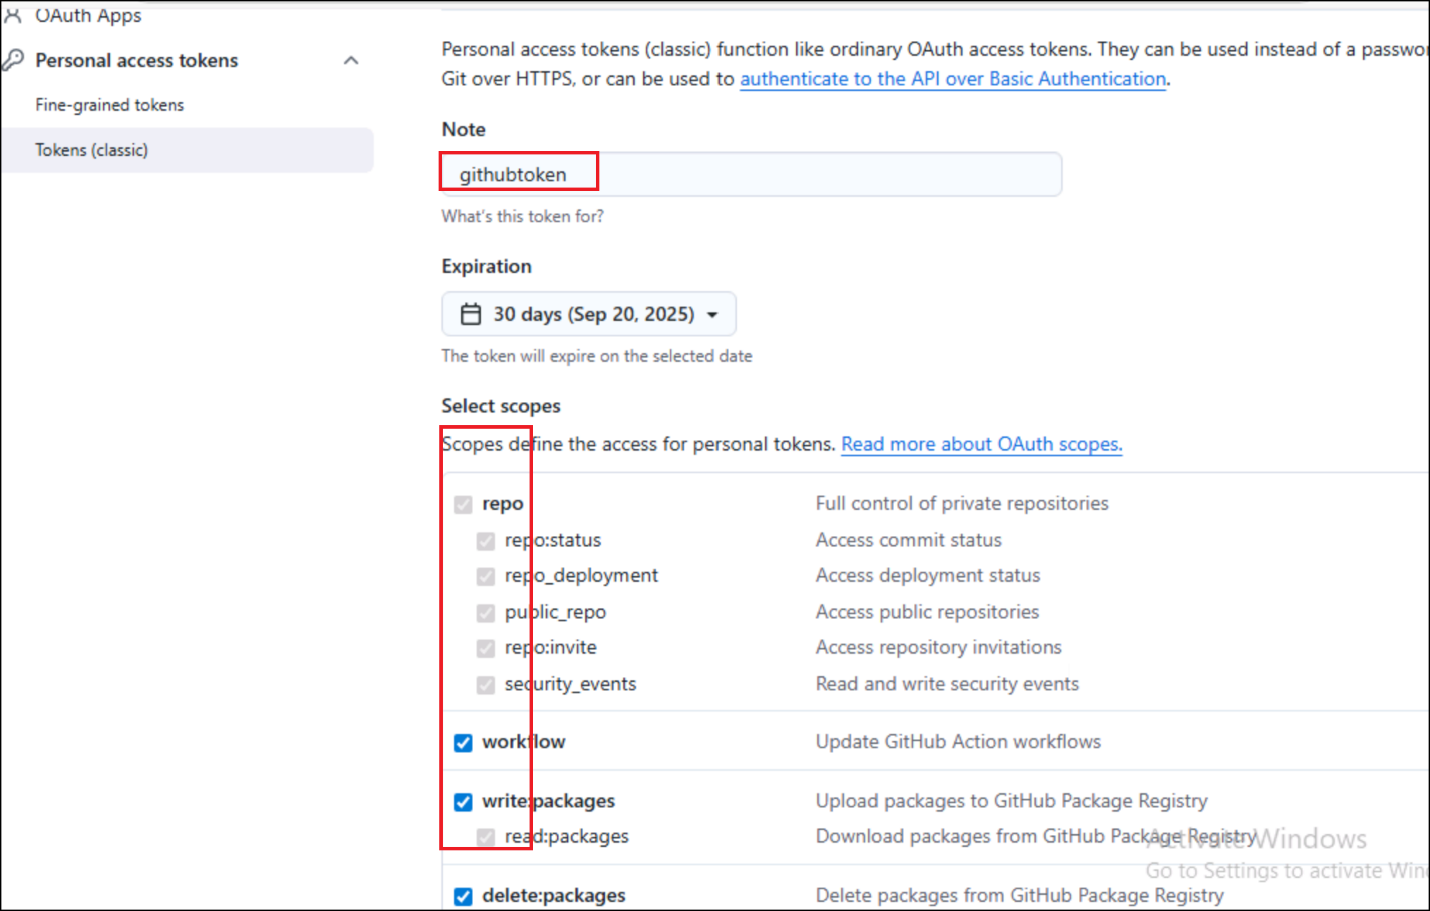 OAuth Apps
Personal access tokens
Fine-grained tokens
Tokens (classic)
Personal access tokens (classic) function like ordinary OAuth access tokens. They can be used instead of a
Git over HTTPS, or can be used to authenticate to the API over Basic Authentication.
Note
githubtoken
What's this token for?
Expiration
30 days (Sep 20, 2025)
The token will expire on the selected date
Select scopes
Scopes define the access for personal tokens. Read more about OAuth scopes.
repo Full control of private repositories
repo:status Access commit status
repo_deployment Access deployment status
public_repo Access public repositories
repo:invite Access repository invitations
security_events Read and write security events
workflow Update GitHub Action workflows
write:packages Upload packages to GitHub Package Registry
read:packages Download packages from GitHub Package Registry
Activate Windows
Go to Settings to activate
delete:packages Delete packages from GitHub Package Registry